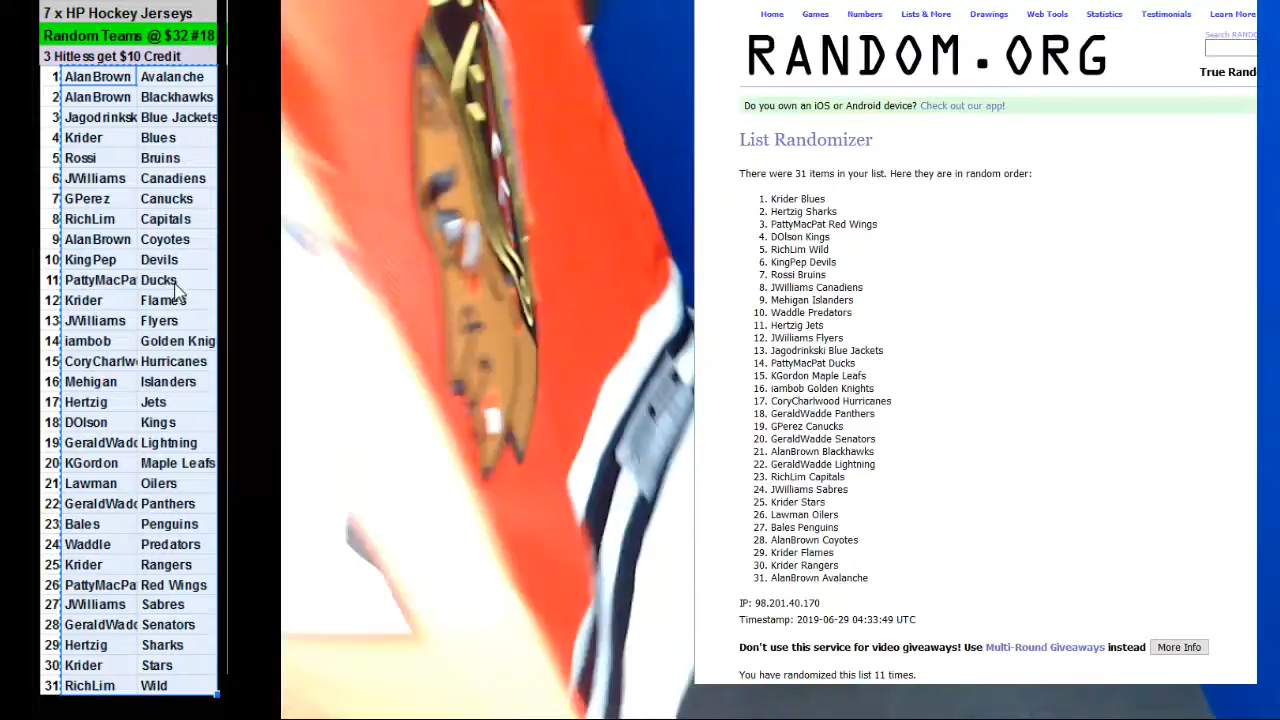 7 x HP Hockey Jerseys
Random Teams @ $32 #18
3 Hitless get $10 Credit
1 AlanBrown Avalanche
2 AlanBrown Blackhawks
3 Jagodrinksk Blue Jackets
4 Krider Blues
5 Rossi Bruins
6 JWilliams Canadiens
7 GPerez Canucks
8 RichLim Capitals
9 AlanBrown Coyotes
10 KingPep Devils
11 PattyMacPa Ducks
12 Krider Flames
13 JWilliams Flyers
14 iambob Golden Knig
15 CoryCharlw Hurricanes
16 Mehigan Islanders
17 Hertzig Jets
18 DOlson Kings
19 GeraldWadd Lightning
20 KGordon Maple Leafs
21 Lawman Oilers
22 GeraldWadd Panthers
23 Bales Penguins
24 Waddle Predators
25 Krider Rangers
26 PattyMacPa Red Wings
27 JWilliams Sabres
28 GeraldWadd Senators
29 Hertzig Sharks
30 Krider Stars
31 RichLim Wild
Home Games Numbers Lists & More Drawings Web Tools Statistics Testimonials Learn More
Search RANDO
RANDOM.ORG
True Rand
Do you own an iOS or Android device? Check out our app!
List Randomizer
There were 31 items in your list. Here they are in random order:
1. Krider Blues
2. Hertzig Sharks
3. PattyMacPat Red Wings
4. DOlson Kings
5. RichLim Wild
6. KingPep Devils
7. Rossi Bruins
8. JWilliams Canadiens
9. Mehigan Islanders
10. Waddle Predators
11. Hertzig Jets
12. JWilliams Flyers
13. Jagodrinkski Blue Jackets
14. PattyMacPat Ducks
15. KGordon Maple Leafs
16. iambob Golden Knights
17. CoryCharlwood Hurricanes
18. GeraldWadde Panthers
19. GPerez Canucks
20. GeraldWadde Senators
21. AlanBrown Blackhawks
22. GeraldWadde Lightning
23. RichLim Capitals
24. JWilliams Sabres
25. Krider Stars
26. Lawman Oilers
27. Bales Penguins
28. AlanBrown Coyotes
29. Krider Flames
30. Krider Rangers
31. AlanBrown Avalanche
IP: 98.201.40.170
Timestamp: 2019-06-29 04:33:49 UTC
Don't use this service for video giveaways! Use Multi-Round Giveaways instead More Info
You have randomized this list 11 times.